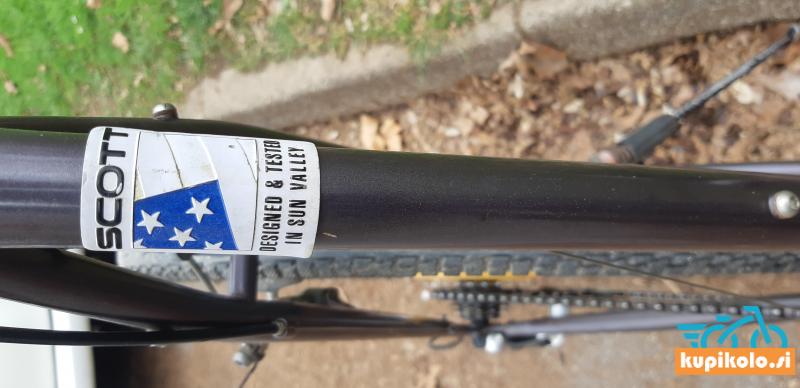 SCOTT
DESIGNED & TESTED
IN SUN VALLEY
kupikolo.si